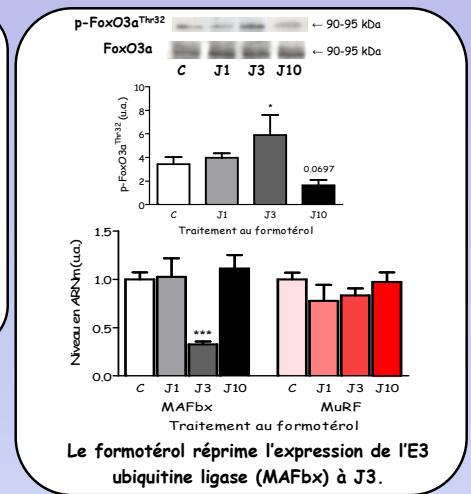 p-FoxO3aThr32 ← 90-95 kDa
FoxO3a ← 90-95 kDa
C J1 J3 J10
p-FoxO3aThr32 (u.a.)
10
8
6
4
2
0
*
0,0697
C J1 J3 J10
Traitement au formotérol
Niveau en ARNm(u.a.)
1.5
1.0
0.5
0.0
***
C J1 J3 J10 C J1 J3 J10
MAFbx MuRF
Traitement au formotérol
Le formotérol réprime l'expression de l'E3
ubiquitine ligase (MAFbx) à J3.